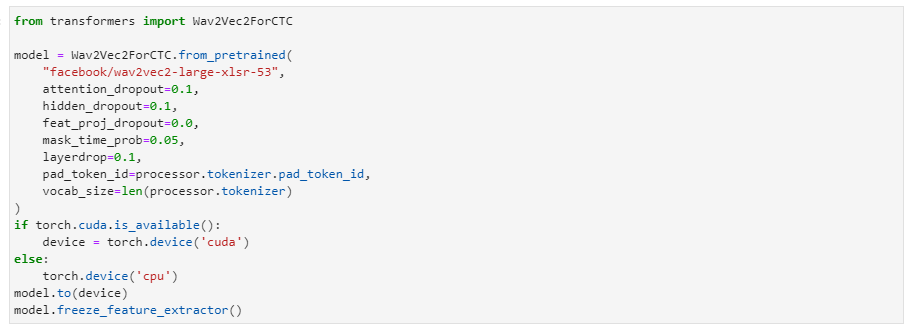 from transformers import Wav2Vec2ForCTC

model = Wav2Vec2ForCTC.from_pretrained(
    "facebook/wav2vec2-large-xlsr-53",
    attention_dropout=0.1,
    hidden_dropout=0.1,
    feat_proj_dropout=0.0,
    mask_time_prob=0.05,
    layerdrop=0.1,
    pad_token_id=processor.tokenizer.pad_token_id,
    vocab_size=len(processor.tokenizer)
)
if torch.cuda.is_available():
    device = torch.device('cuda')
else:
    torch.device('cpu')
model.to(device)
model.freeze_feature_extractor()